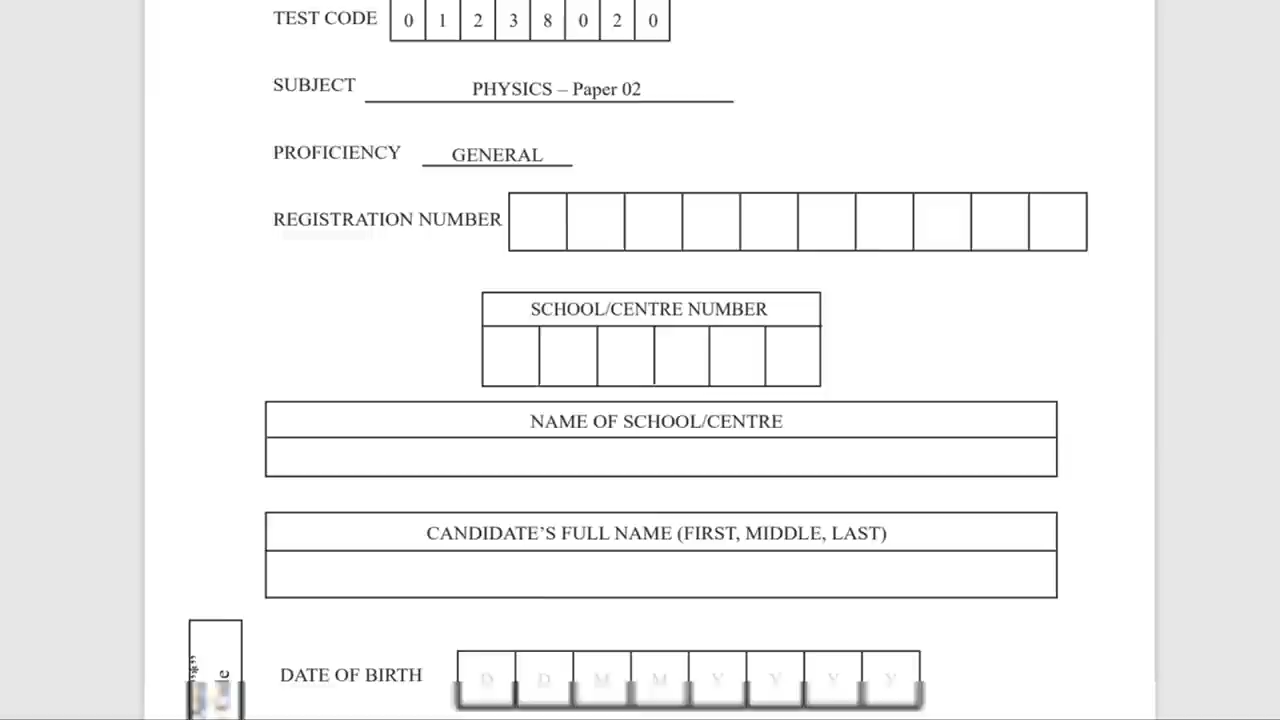 TEST CODE 0 1 2 3 8 0 2 0
SUBJECT PHYSICS – Paper 02
PROFICIENCY GENERAL
REGISTRATION NUMBER
SCHOOL/CENTRE NUMBER
NAME OF SCHOOL/CENTRE
CANDIDATE’S FULL NAME (FIRST, MIDDLE, LAST)
DATE OF BIRTH D D M M Y Y Y Y